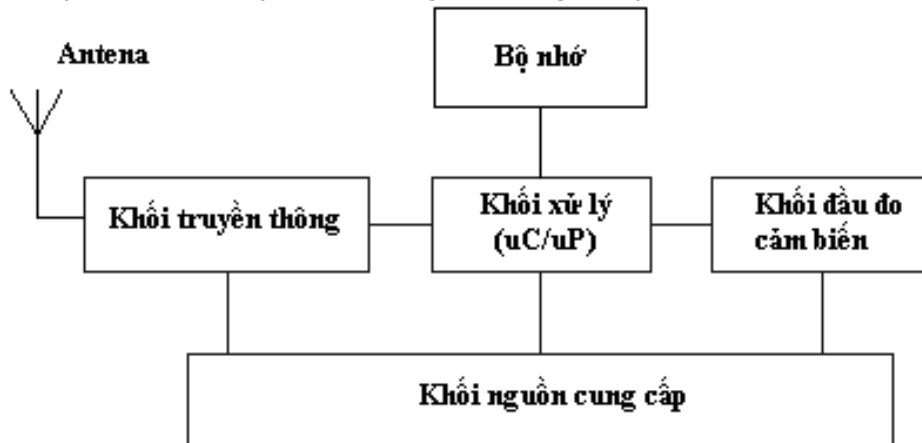 Antena
Bộ nhớ
Khối truyền thông
Khối xử lý
(uC/uP)
Khối đầu đo
cảm biến
Khối nguồn cung cấp